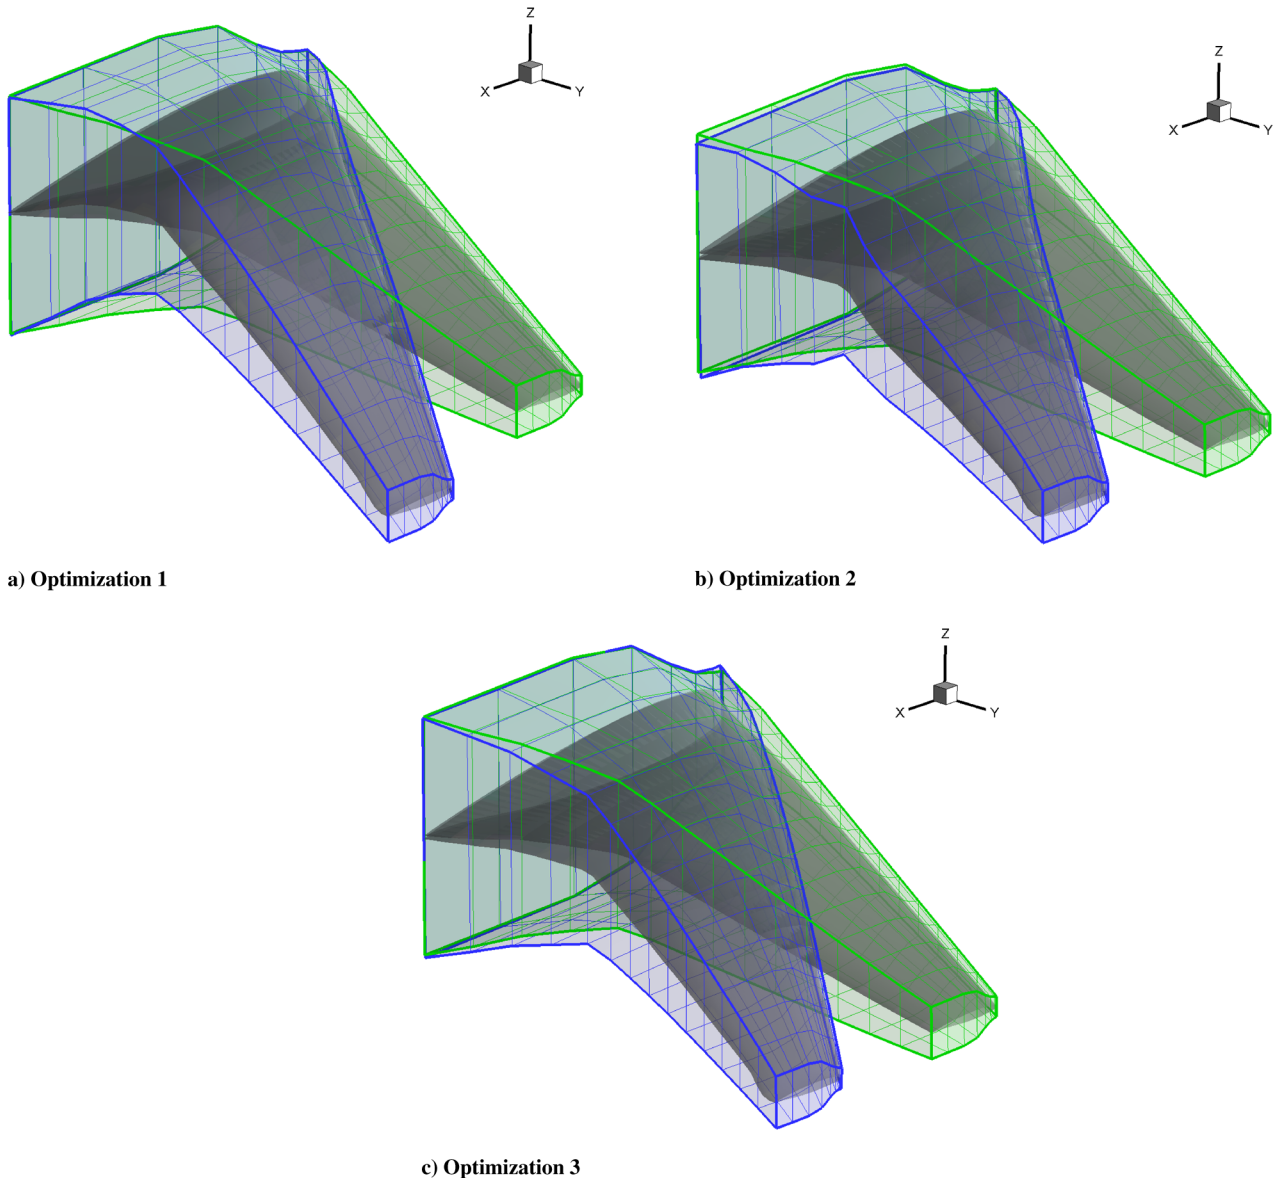 Z
X
Y
Z
X
Y
a) Optimization 1
b) Optimization 2
Z
X
Y
c) Optimization 3